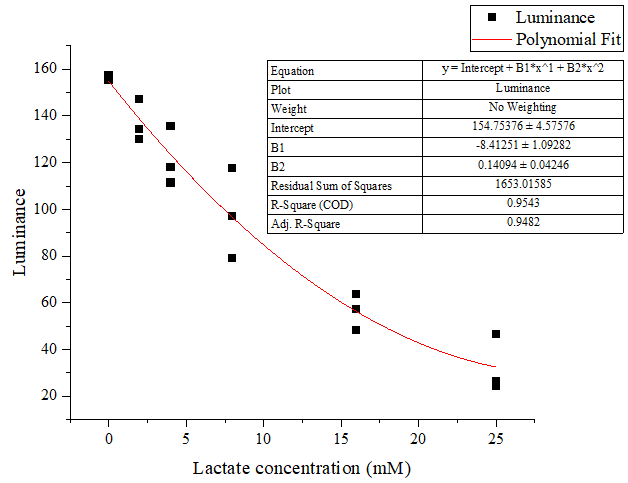 Luminance
Polynomial Fit
Equation y = Intercept + B1*x^1 + B2*x^2
Plot Luminance
Weight No Weighting
Intercept 154.75376 ± 4.57576
B1 -8.41251 ± 1.09282
B2 0.14094 ± 0.04246
Residual Sum of Squares 1653.01585
R-Square (COD) 0.9543
Adj. R-Square 0.9482
160
140
120
100
80
60
40
20
Luminance
0 5 10 15 20 25
Lactate concentration (mM)